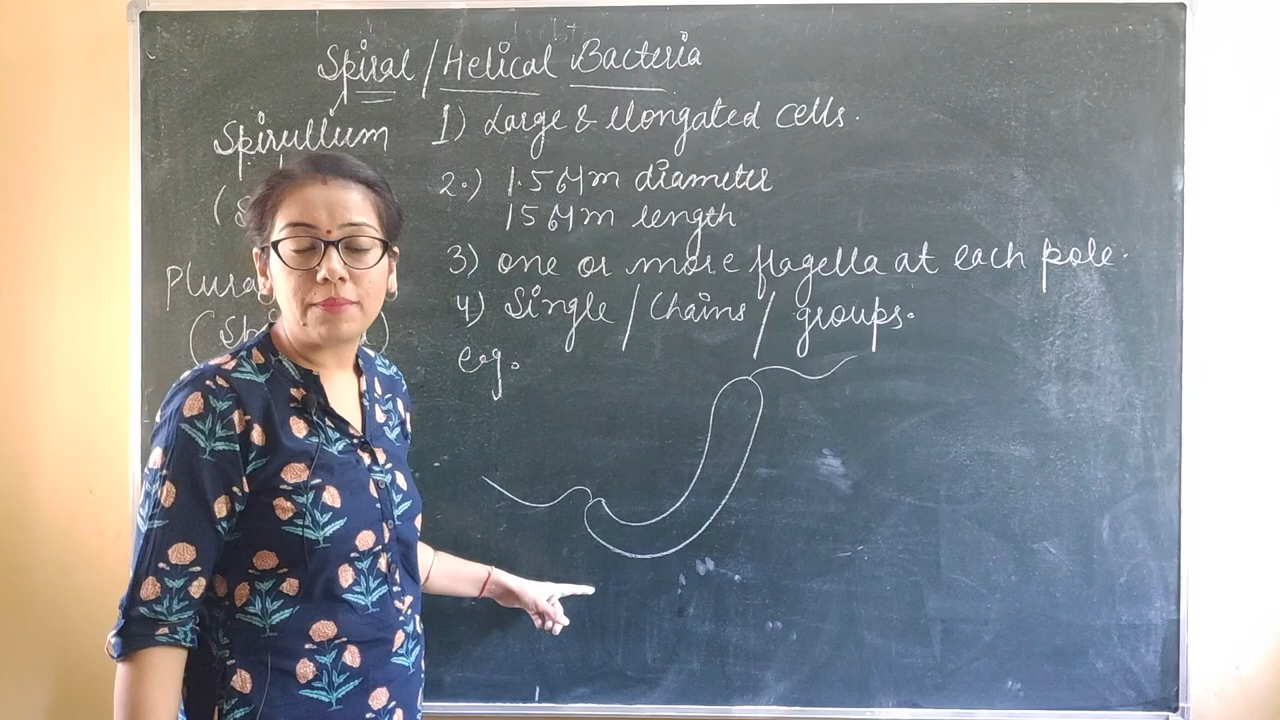 Spiral / Helical Bacteria
Spirullum
Plura
1) Large & Elongated cells.
2.) 1.5 μm diameter
15 μm length
3) one or more flagella at each pole.
4) Single / Chains / groups.
e.g.